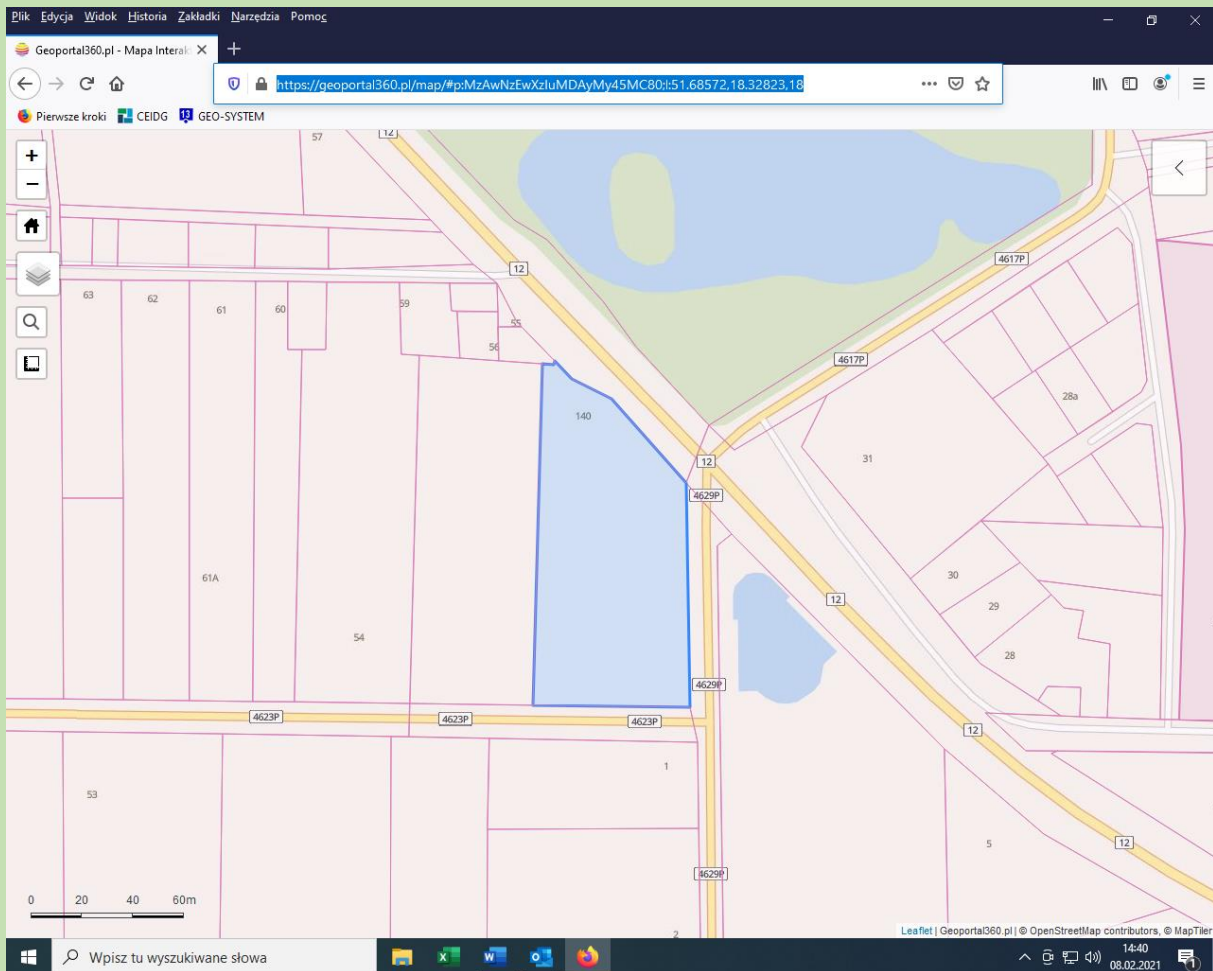 Plik Edycja Widok Historia Zakładki Narzędzia Pomoc
Geoportal360.pl - Mapa Interak
https://geoportal360.pl/map/#p:MzAwNzEwXzIuMDAyMy45MC80;l:51.68572,18.32823,18
Pierwsze kroki CEIDG GEO-SYSTEM
57
12
+
−
12
4617P
63
62
61
60
59
55
56
4617P
28a
140
31
12
4629P
61A
30
12
29
54
28
4629P
4623P
4623P
4623P
12
1
53
5
12
4629P
0 20 40 60m
2
Leaflet | Geoportal360.pl | © OpenStreetMap contributors, © MapTiler
Wpisz tu wyszukiwane słowa
14:40
08.02.2021